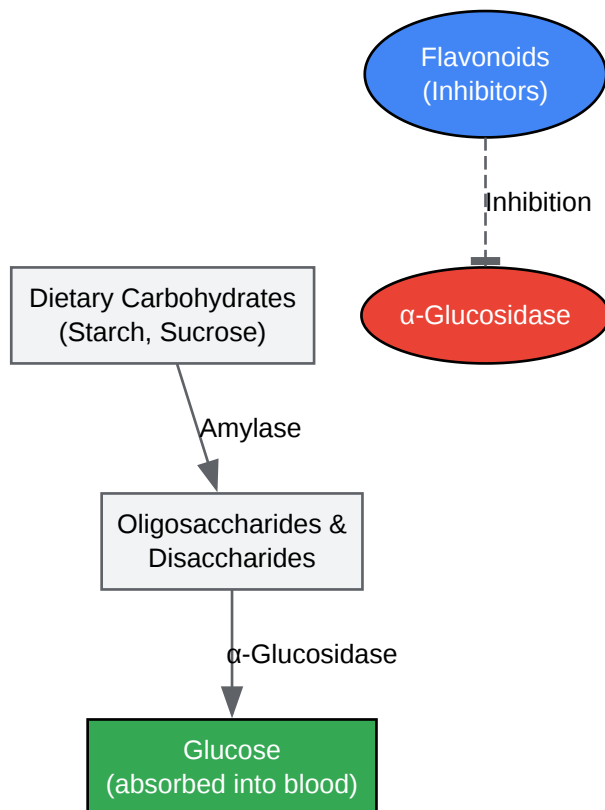 Flavonoids
(Inhibitors)
Inhibition
α-Glucosidase
Dietary Carbohydrates
(Starch, Sucrose)
Amylase
Oligosaccharides &
Disaccharides
α-Glucosidase
Glucose
(absorbed into blood)